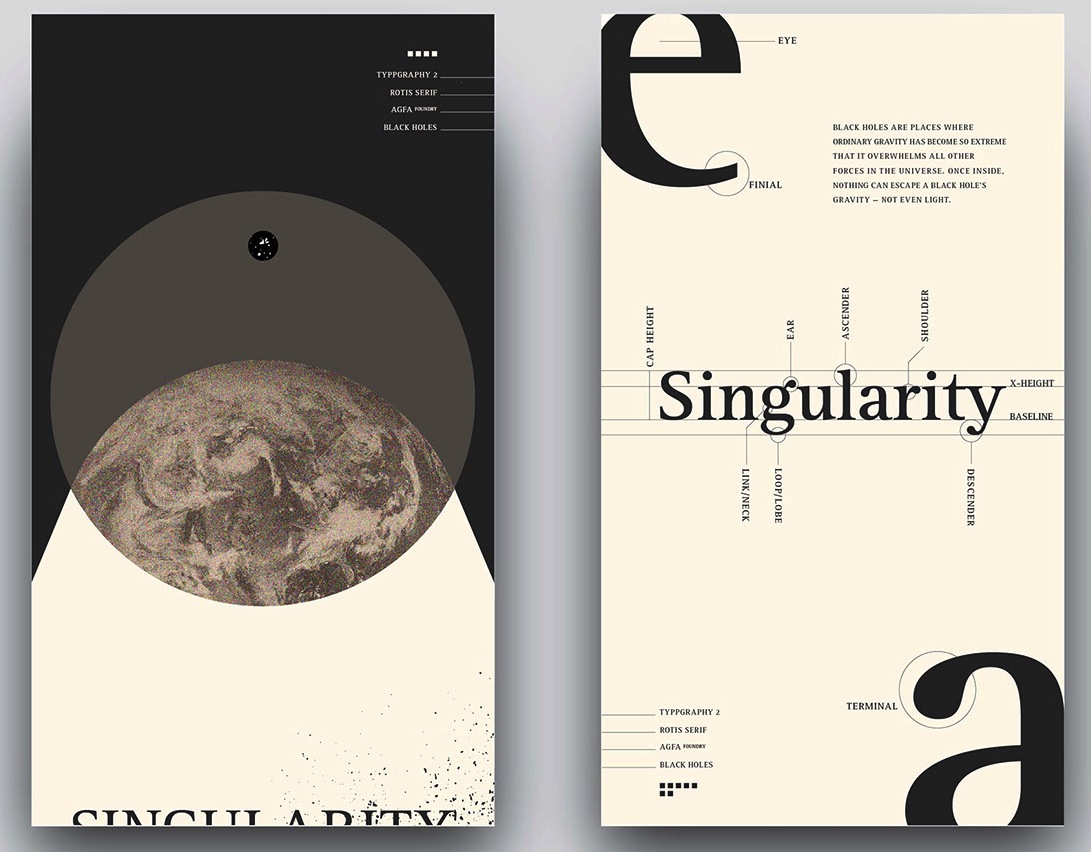 TYPPGRAPHY 2
ROTIS SERIF
AGFA FOUNDRY
BLACK HOLES
SINGULARITY
e
EYE
FINIAL
BLACK HOLES ARE PLACES WHERE
ORDINARY GRAVITY HAS BECOME SO EXTREME
THAT IT OVERWHELMS ALL OTHER
FORCES IN THE UNIVERSE. ONCE INSIDE,
NOTHING CAN ESCAPE A BLACK HOLE'S
GRAVITY – NOT EVEN LIGHT.
CAP HEIGHT
EAR
ASCENDER
SHOULDER
Singularity
X-HEIGHT
BASELINE
LINK/NECK
LOOP/LOBE
DESCENDER
TERMINAL
a
TYPPGRAPHY 2
ROTIS SERIF
AGFA FOUNDRY
BLACK HOLES